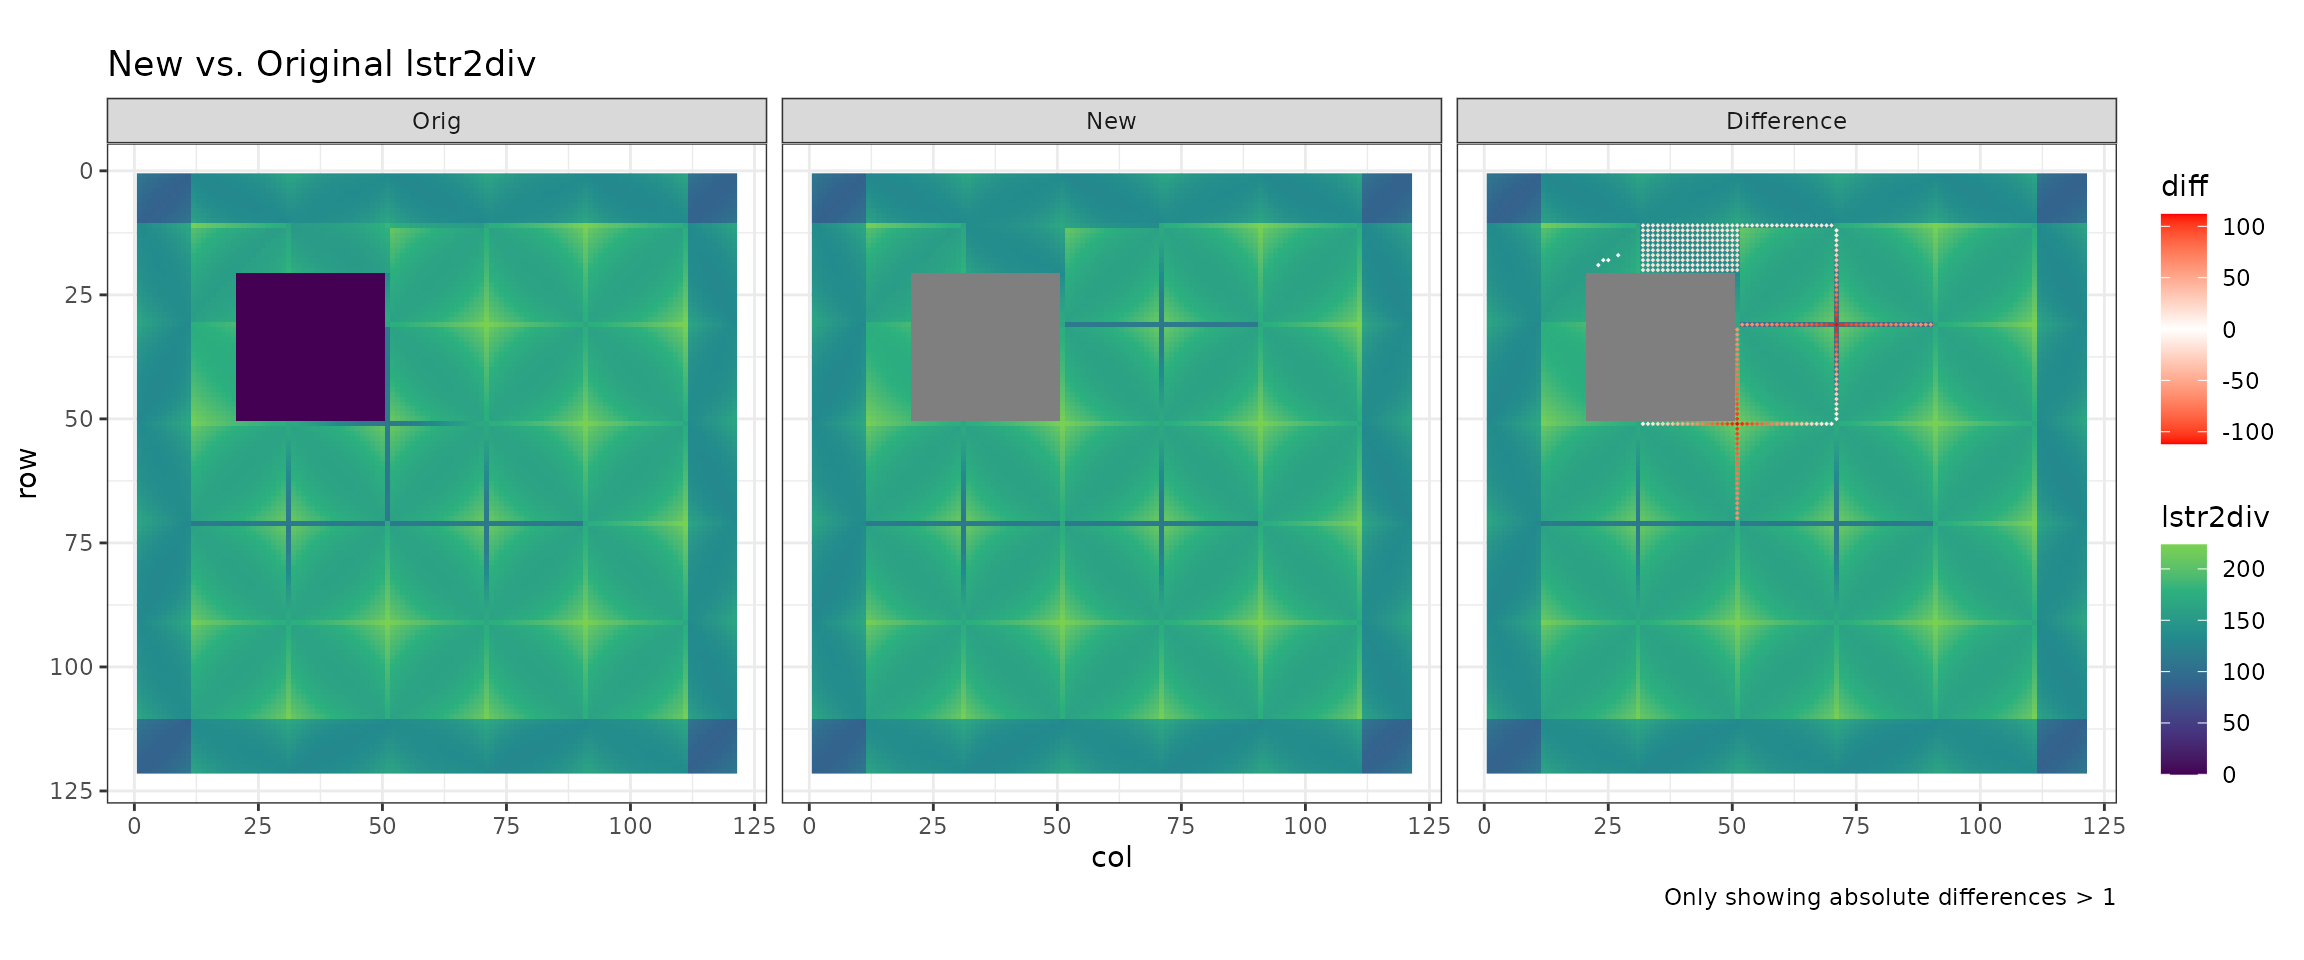 New vs. Original lstr2div
Orig
New
Difference
0
25
50
75
100
125
row
0 25 50 75 100 125
0 25 50 75 100 125
0 25 50 75 100 125
col
diff
100
50
0
-50
-100
lstr2div
200
150
100
50
0
Only showing absolute differences > 1